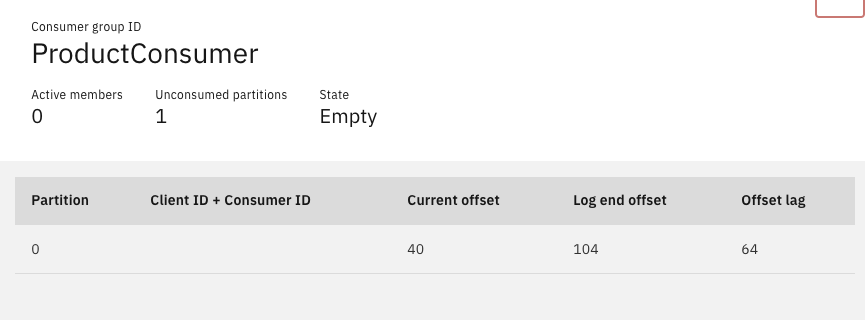 Consumer group ID
ProductConsumer
Active members Unconsumed partitions State
0 1 Empty
Partition Client ID + Consumer ID Current offset Log end offset Offset lag
0 40 104 64